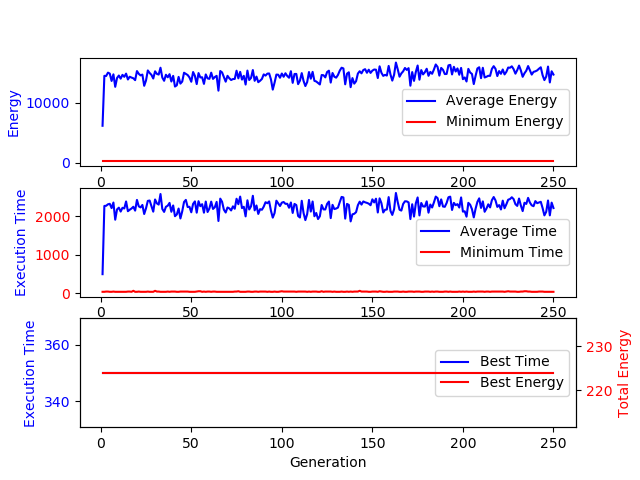 Energy
10000
0
Average Energy
Minimum Energy
0 50 100 150 200 250
Execution Time
2000
1000
0
Average Time
Minimum Time
0 50 100 150 200 250
Execution Time
360
340
Best Time
Best Energy
230
220
Total Energy
0 50 100 150 200 250
Generation